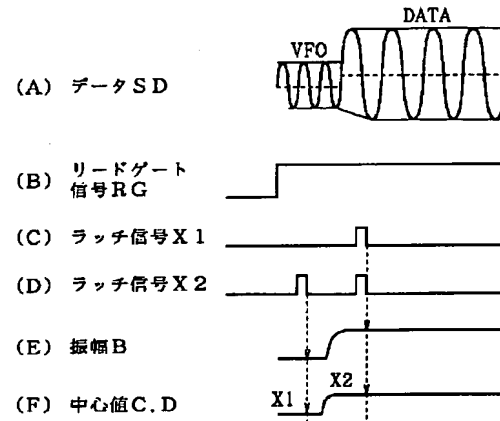 DATA
VFO
(A) データSD
(B) リードゲート
信号RG
(C) ラッチ信号X1
(D) ラッチ信号X2
(E) 振幅B
X2
(F) 中心値C.D
X1